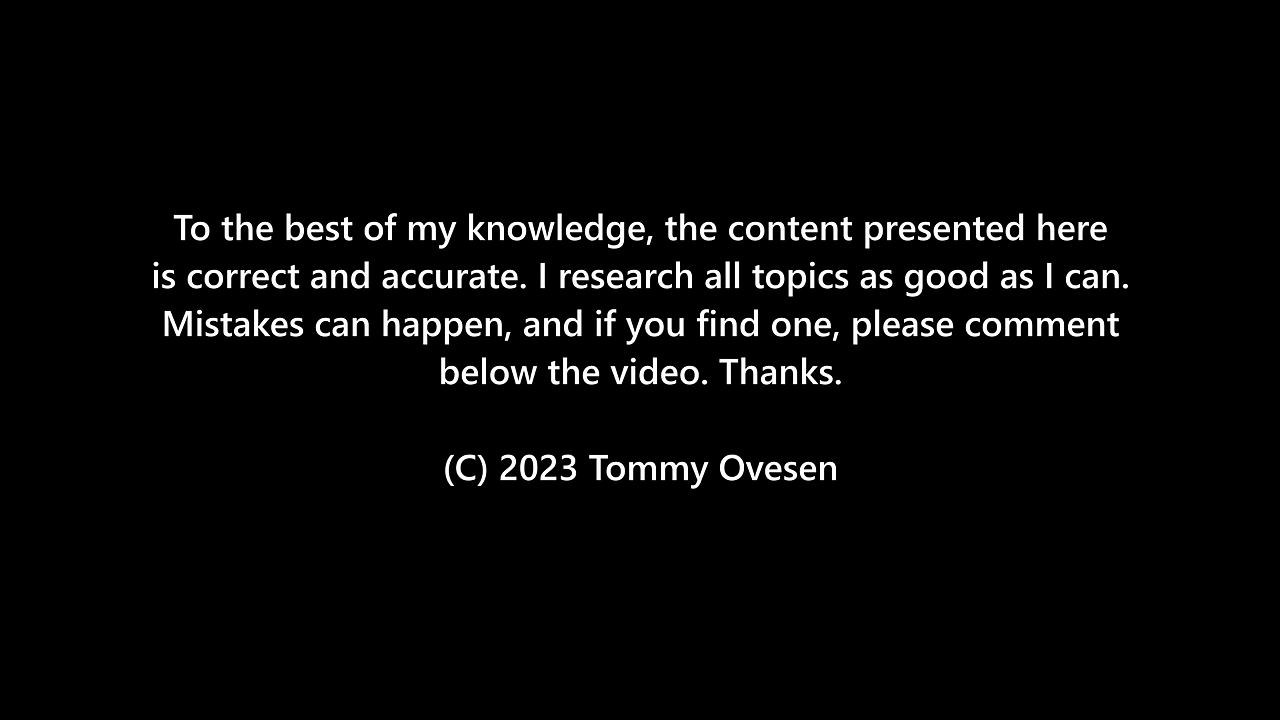 To the best of my knowledge, the content presented here
is correct and accurate. I research all topics as good as I can.
Mistakes can happen, and if you find one, please comment
below the video. Thanks.
(C) 2023 Tommy Ovesen